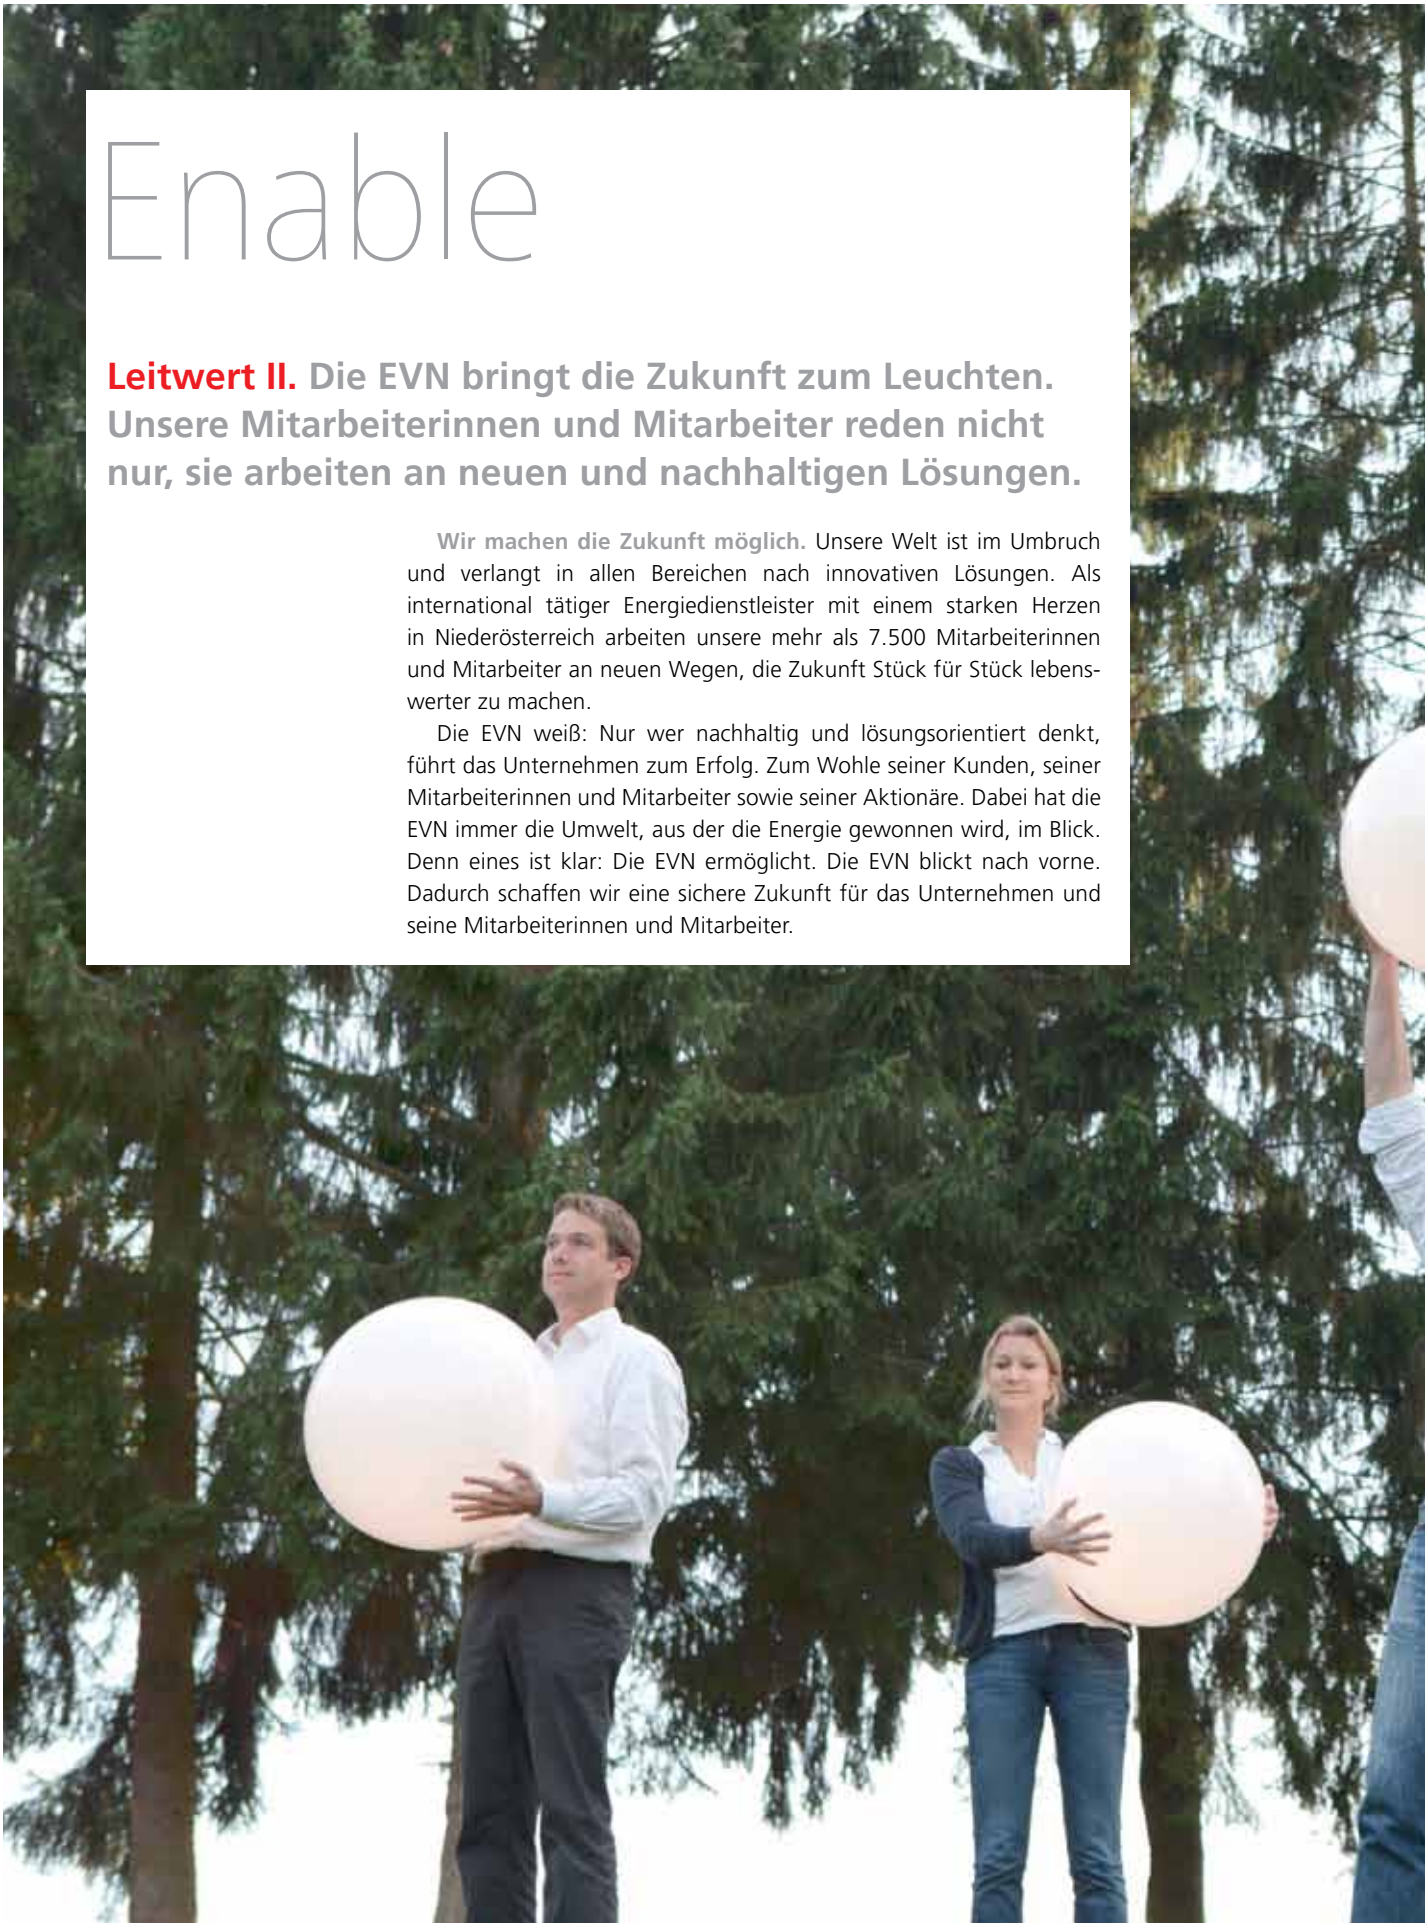 Enable
Leitwert II. Die EVN bringt die Zukunft zum Leuchten.
Unsere Mitarbeiterinnen und Mitarbeiter reden nicht
nur, sie arbeiten an neuen und nachhaltigen Lösungen.
Wir machen die Zukunft möglich. Unsere Welt ist im Umbruch
und verlangt in allen Bereichen nach innovativen Lösungen. Als
international tätiger Energiedienstleister mit einem starken Herzen
in Niederösterreich arbeiten unsere mehr als 7.500 Mitarbeiterinnen
und Mitarbeiter an neuen Wegen, die Zukunft Stück für Stück lebens-
werter zu machen.
Die EVN weiß: Nur wer nachhaltig und lösungsorientiert denkt,
führt das Unternehmen zum Erfolg. Zum Wohle seiner Kunden, seiner
Mitarbeiterinnen und Mitarbeiter sowie seiner Aktionäre. Dabei hat die
EVN immer die Umwelt, aus der die Energie gewonnen wird, im Blick.
Denn eines ist klar: Die EVN ermöglicht. Die EVN blickt nach vorne.
Dadurch schaffen wir eine sichere Zukunft für das Unternehmen und
seine Mitarbeiterinnen und Mitarbeiter.